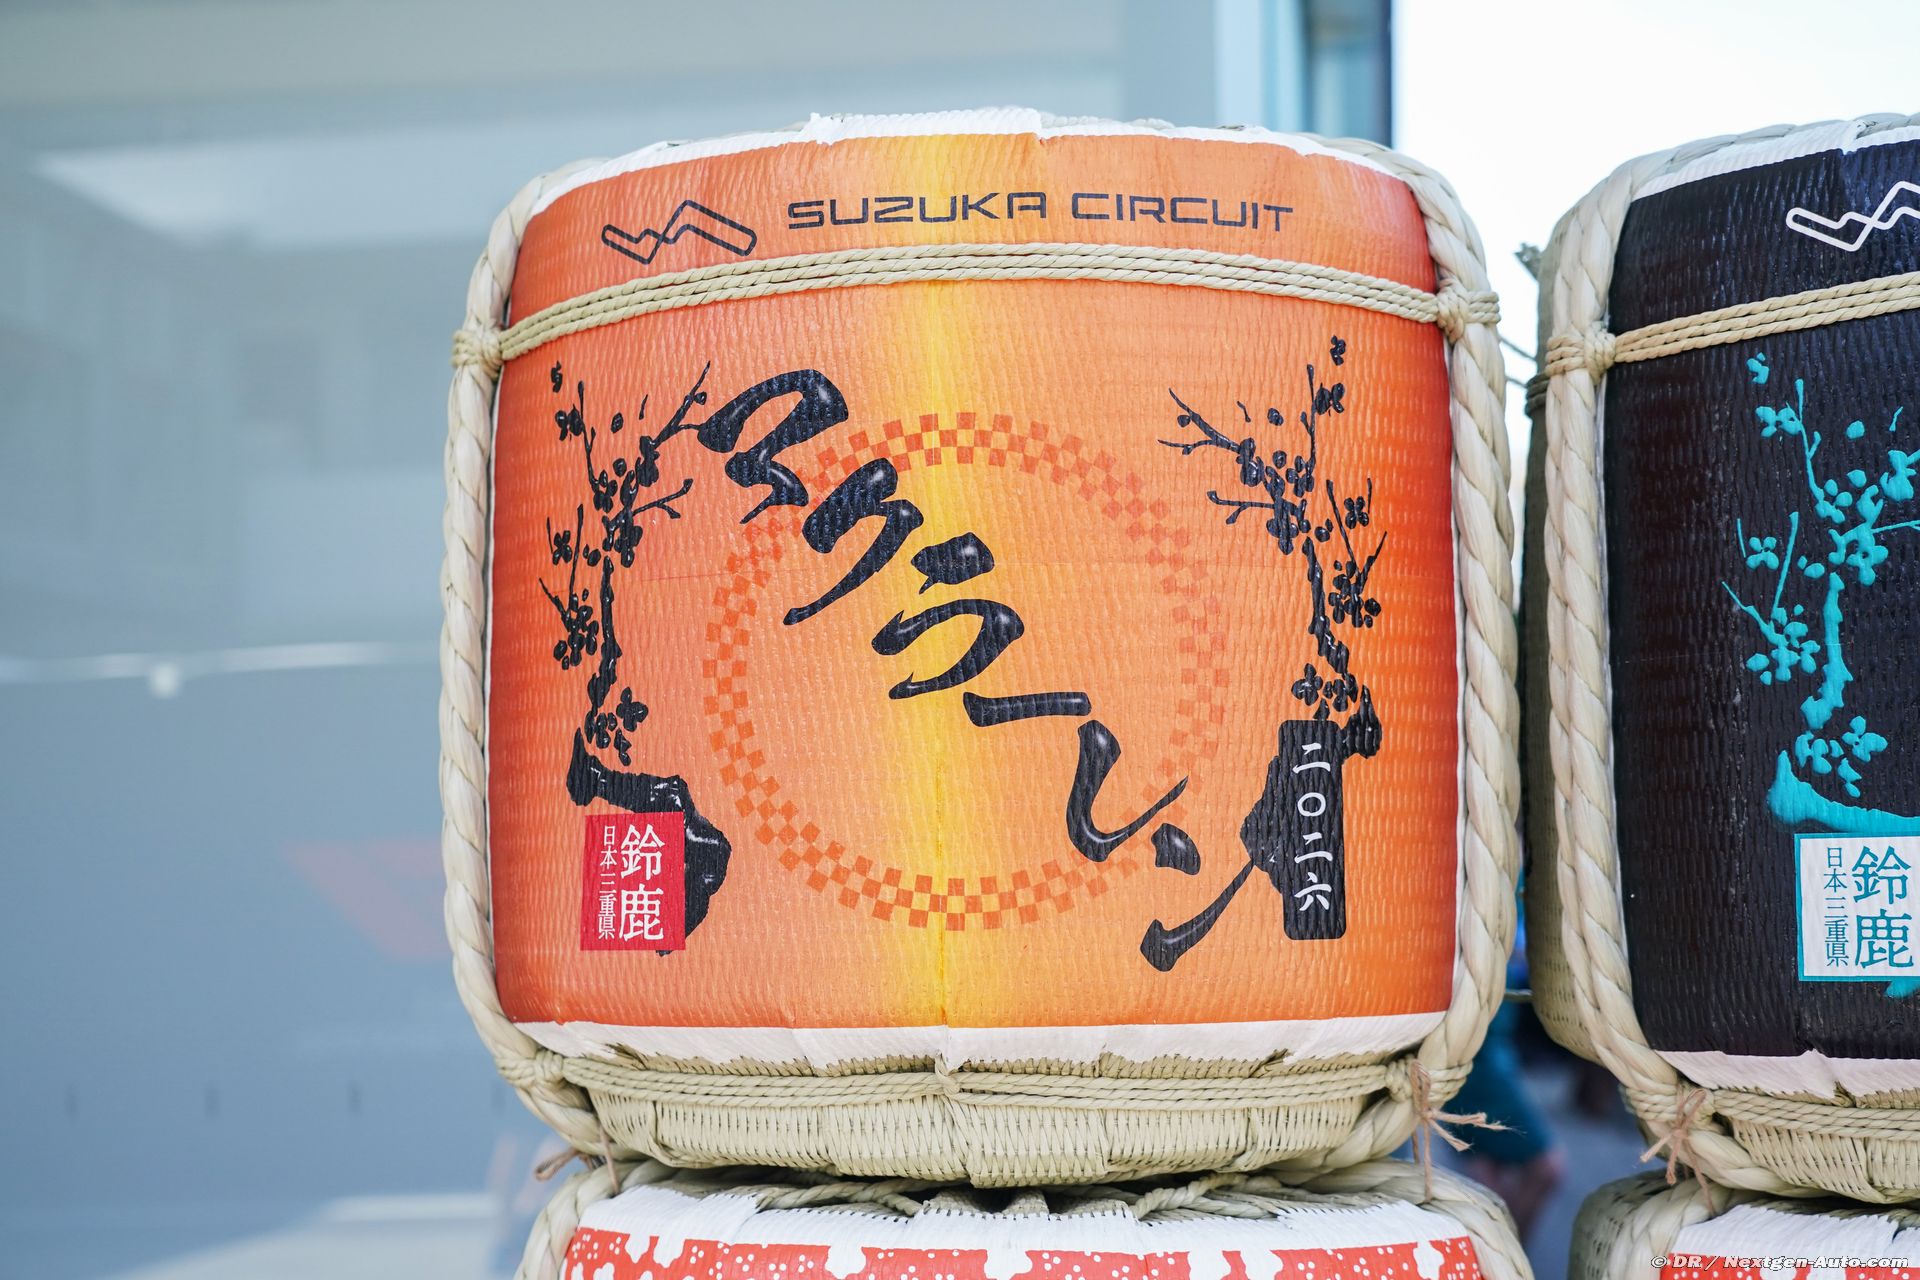 SUZUKA CIRCUIT
マクラーレン
二〇二六
鈴鹿
日本三重県
鈴鹿
日本三重県
© DR / Nextgen-Auto.com